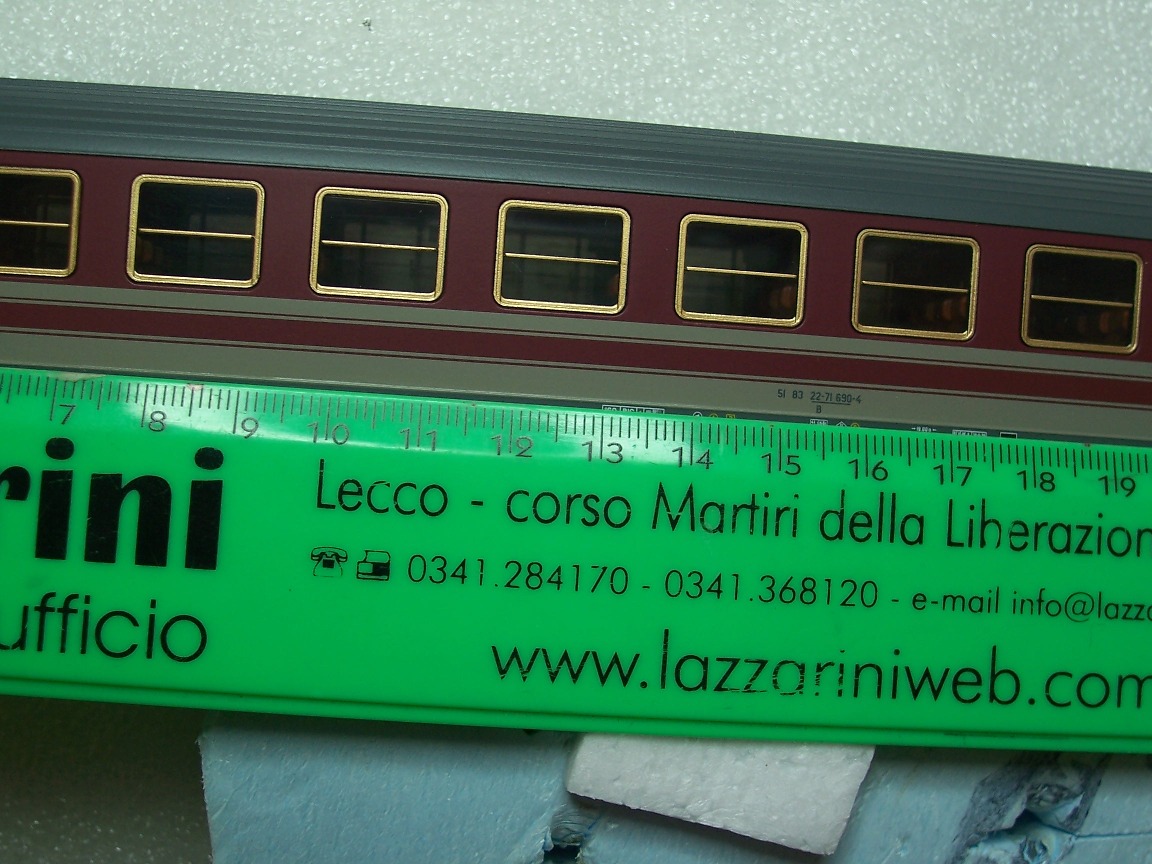 51 83 22-71 690-4
B
7 8 9 10 11 12 13 14 15 16 17 18 19
rini
Lecco - corso Martiri della Liberazion
0341.284170 - 0341.368120 - e-mail info@lazz
ufficio
www.lazzariniweb.com